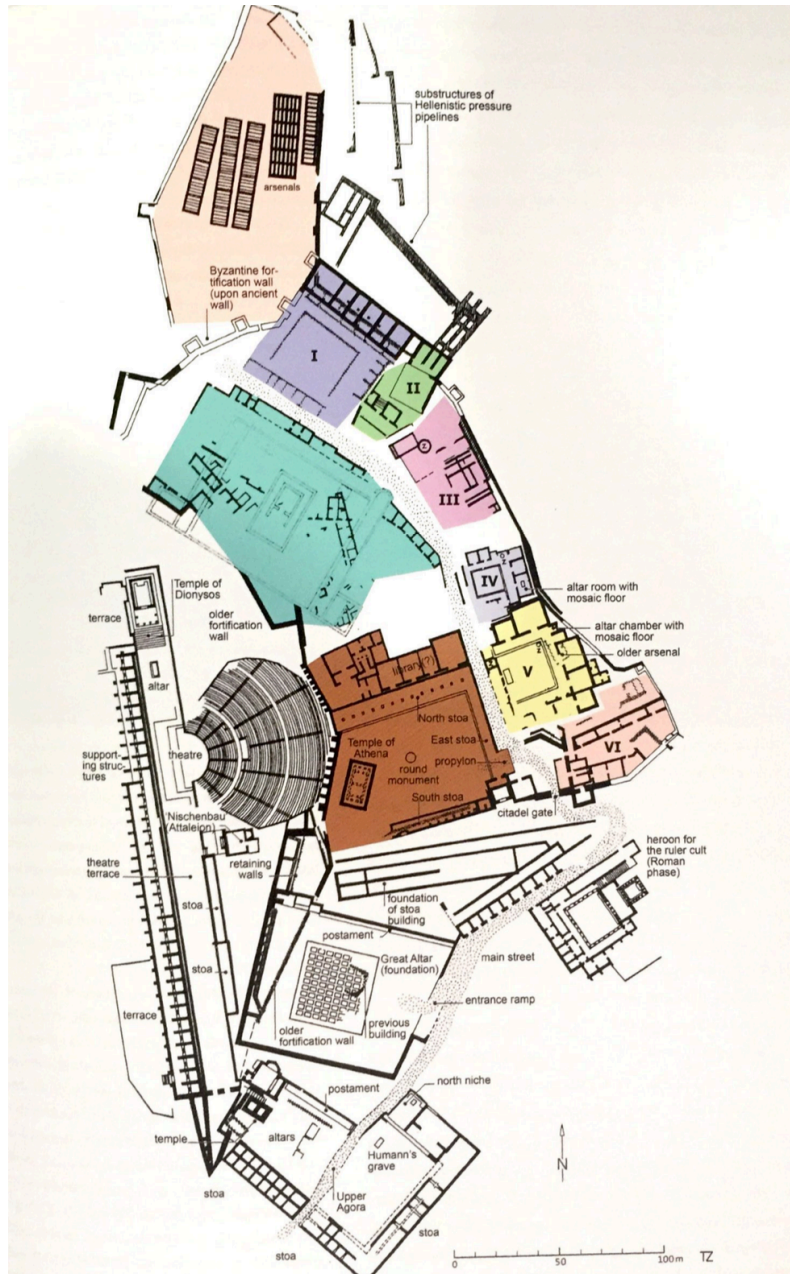 substructures of
Hellenistic pressure
pipelines
arsenals
Byzantine for-
tification wall
(upon ancient
wall)
I
II
III
IV
altar room with
mosaic floor
Temple of
Dionysos
terrace
older
fortification
wall
altar chamber with
mosaic floor
older arsenal
V
library(?)
altar
North stoa
East stoa
VI
Temple of
Athena
propylon
round
monument
support-
ing struc-
tures
theatre
South stoa
citadel gate
Nischenbau
(Attaleion)
heroon for
the ruler cult
(Roman
phase)
theatre
terrace
retaining
walls
stoa
foundation
of stoa
building
postament
main street
Great Altar
(foundation)
stoa
entrance ramp
terrace
older
fortification wall
previous
building
north niche
postament
temple
altars
Humann's
grave
N
stoa
Upper
Agora
stoa
stoa
0
50
100 m
TZ